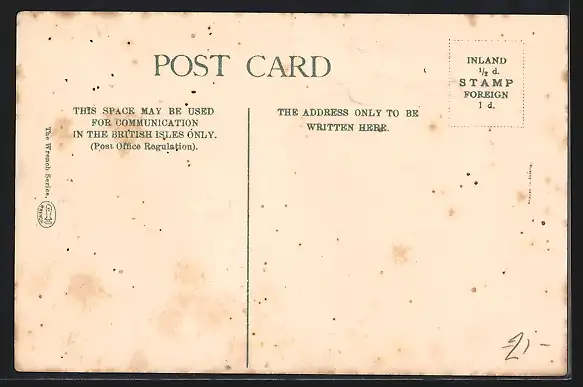 POST CARD
THIS SPACE MAY BE USED
FOR COMMUNICATION
IN THE BRITISH ISLES ONLY.
(Post Office Regulation).
THE ADDRESS ONLY TO BE
WRITTEN HERE.
INLAND
½ d.
STAMP
FOREIGN
1 d.
The Wrench Series.
2/-